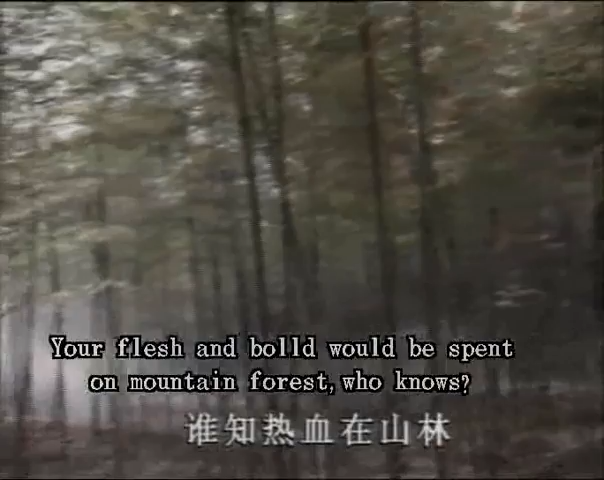 Your flesh and bolld would be spent
on mountain forest,who knows?
谁知热血在山林